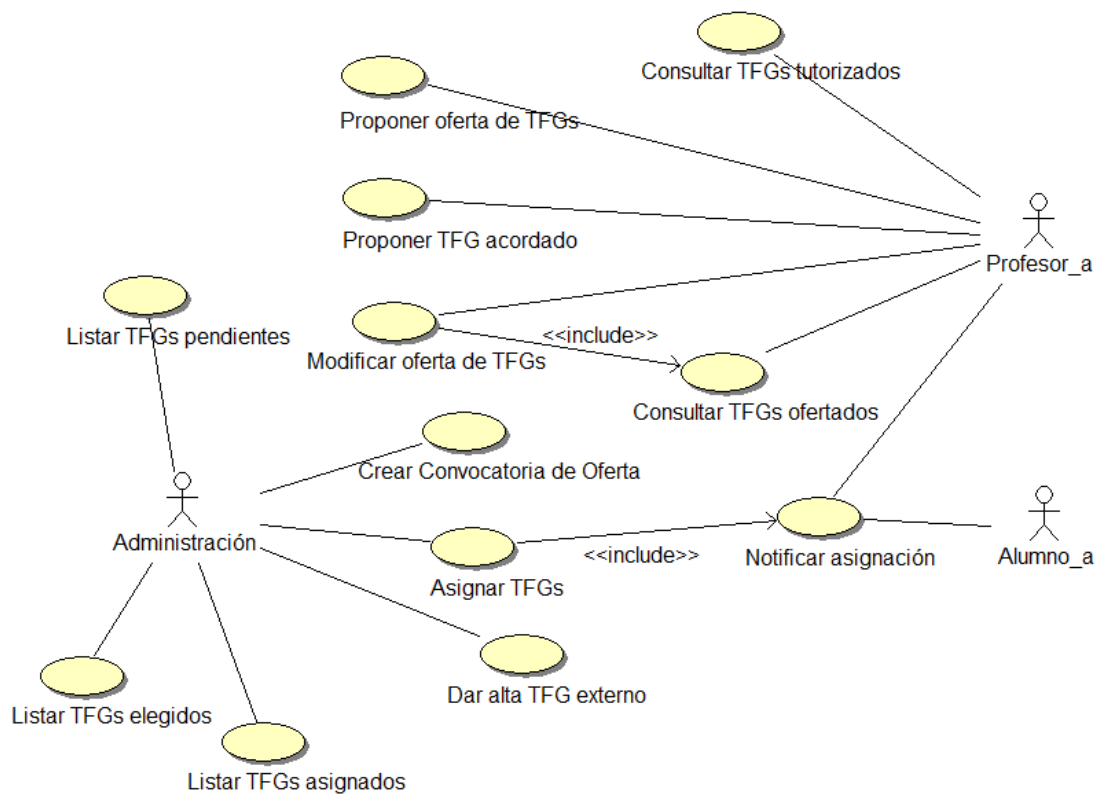 Consultar TFGs tutorizados
Proponer oferta de TFGs
Proponer TFG acordado
Profesor_a
Listar TFGs pendientes
<<include>>
Modificar oferta de TFGs
Consultar TFGs ofertados
Crear Convocatoria de Oferta
Administración
<<include>>
Notificar asignación
Alumno_a
Asignar TFGs
Dar alta TFG externo
Listar TFGs elegidos
Listar TFGs asignados